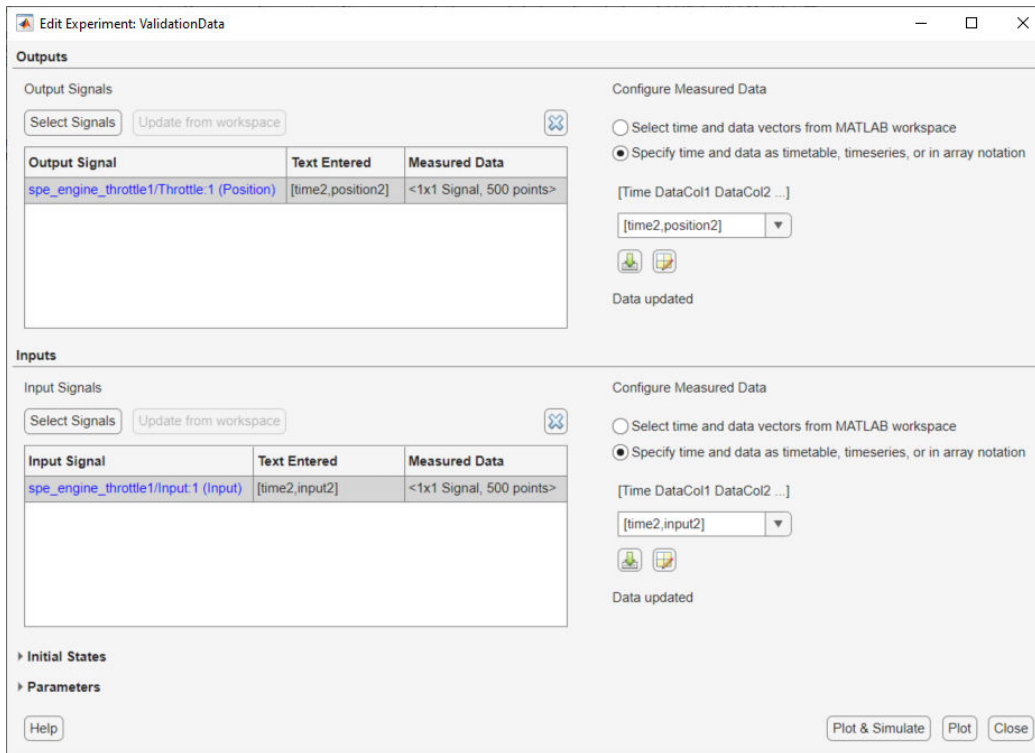 Edit Experiment: ValidationData
Outputs
Output Signals
Select Signals Update from workspace
Output Signal Text Entered Measured Data
spe_engine_throttle1/Throttle:1 (Position) [time2,position2] <1x1 Signal, 500 points>
Configure Measured Data
Select time and data vectors from MATLAB workspace
Specify time and data as timetable, timeseries, or in array notation
[Time DataCol1 DataCol2 ...]
[time2,position2]
Data updated
Inputs
Input Signals
Select Signals Update from workspace
Input Signal Text Entered Measured Data
spe_engine_throttle1/Input:1 (Input) [time2,input2] <1x1 Signal, 500 points>
Configure Measured Data
Select time and data vectors from MATLAB workspace
Specify time and data as timetable, timeseries, or in array notation
[Time DataCol1 DataCol2 ...]
[time2,input2]
Data updated
Initial States
Parameters
Help Plot & Simulate Plot Close